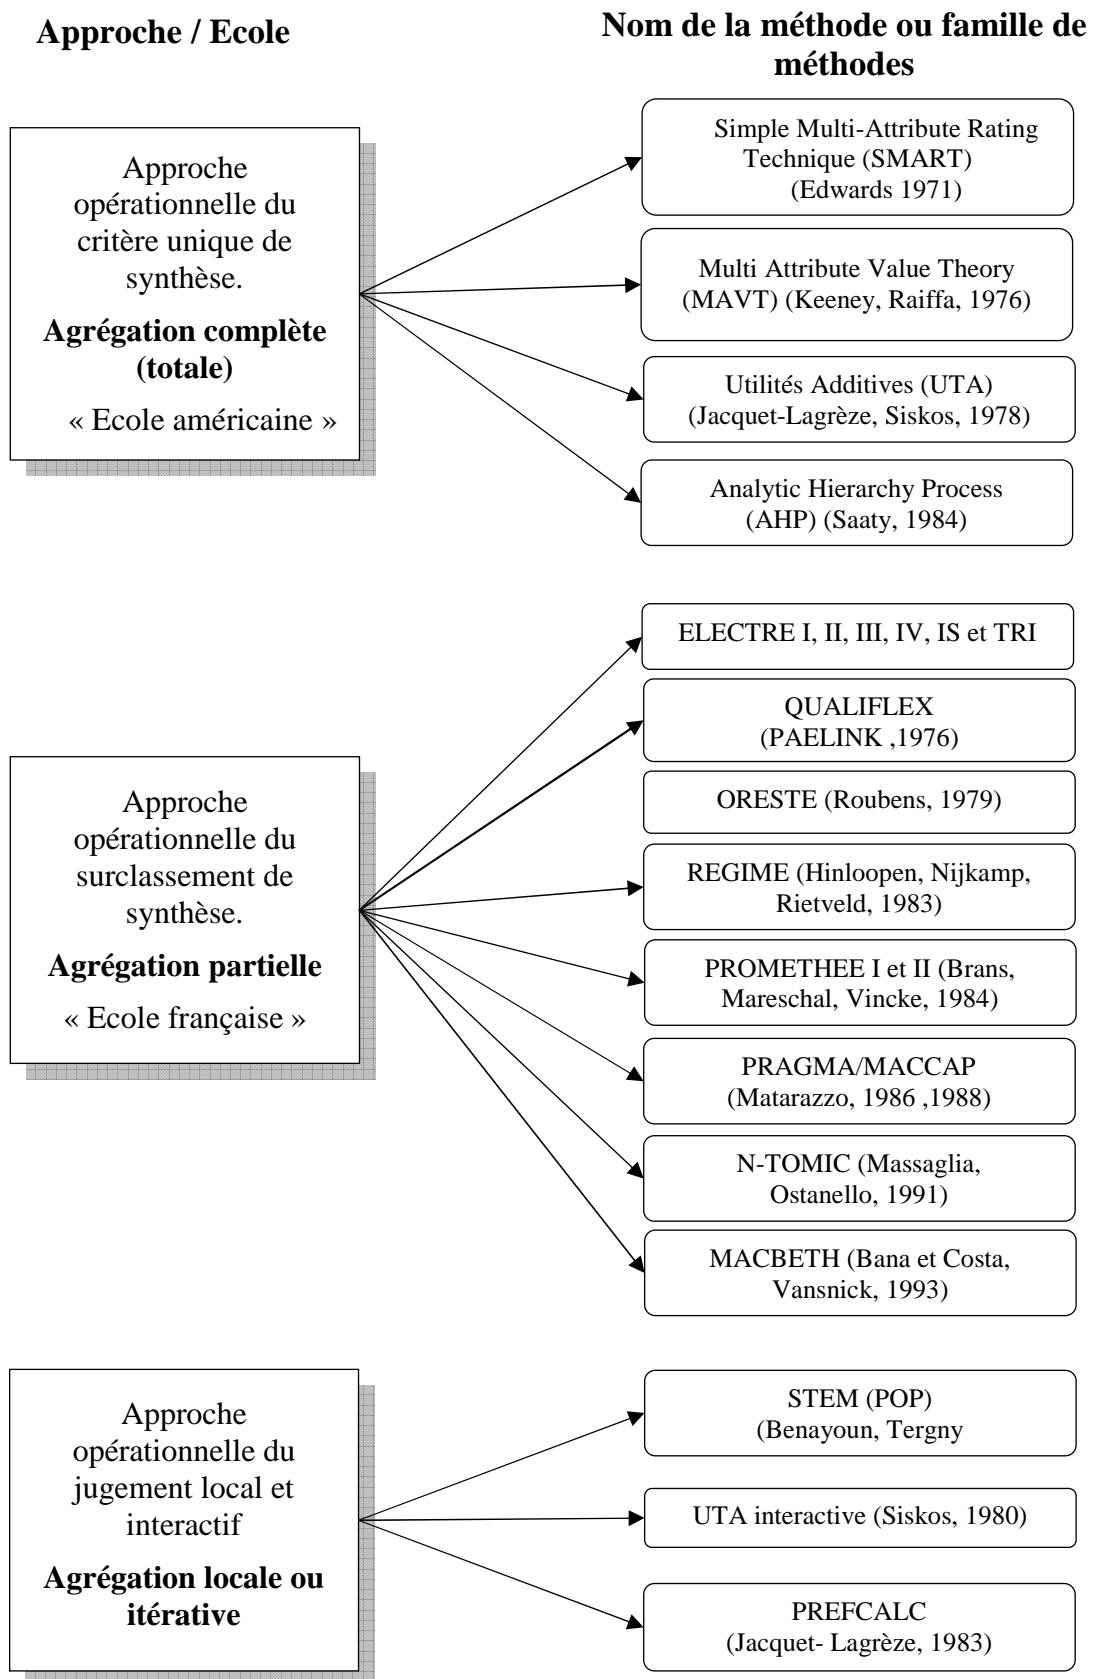 Approche / Ecole
Nom de la méthode ou famille de
méthodes
Approche
opérationnelle du
critère unique de
synthèse.
Agrégation complète
(totale)
« Ecole américaine »
Simple Multi-Attribute Rating
Technique (SMART)
(Edwards 1971)
Multi Attribute Value Theory
(MAVT) (Keeney, Raiffa, 1976)
Utilités Additives (UTA)
(Jacquet-Lagrèze, Siskos, 1978)
Analytic Hierarchy Process
(AHP) (Saaty, 1984)
Approche
opérationnelle du
surclassement de
synthèse.
Agrégation partielle
« Ecole française »
ELECTRE I, II, III, IV, IS et TRI
QUALIFLEX
(PAELINK ,1976)
ORESTE (Roubens, 1979)
REGIME (Hinloopen, Nijkamp,
Rietveld, 1983)
PROMETHEE I et II (Brans,
Mareschal, Vincke, 1984)
PRAGMA/MACCAP
(Matarazzo, 1986 ,1988)
N-TOMIC (Massaglia,
Ostanello, 1991)
MACBETH (Bana et Costa,
Vansnick, 1993)
Approche
opérationnelle du
jugement local et
interactif
Agrégation locale ou
itérative
STEM (POP)
(Benayoun, Tergny
UTA interactive (Siskos, 1980)
PREFCALC
(Jacquet- Lagrèze, 1983)